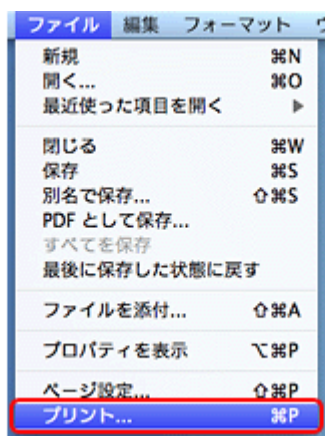 ファイル 編集 フォーマット
新規 ⌘N
開く... ⌘O
最近使った項目を開く ▶
閉じる ⌘W
保存 ⌘S
別名で保存... ⇧⌘S
PDF として保存...
すべてを保存
最後に保存した状態に戻す
ファイルを添付... ⇧⌘A
プロパティを表示 ⌥⌘P
ページ設定... ⇧⌘P
プリント... ⌘P